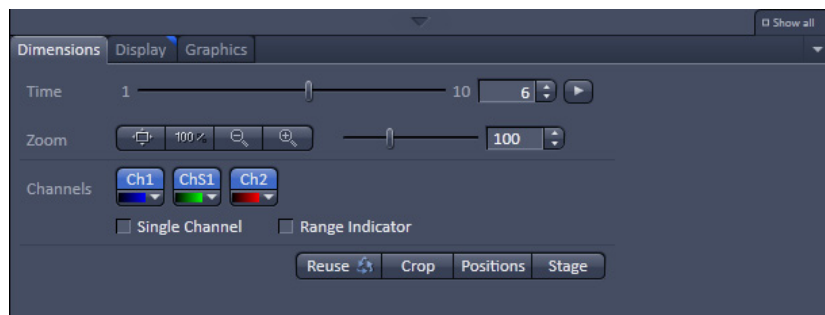 Show all
Dimensions Display Graphics
Time 1 10 6
Zoom 100% 100
Channels Ch1 ChS1 Ch2
Single Channel Range Indicator
Reuse Crop Positions Stage